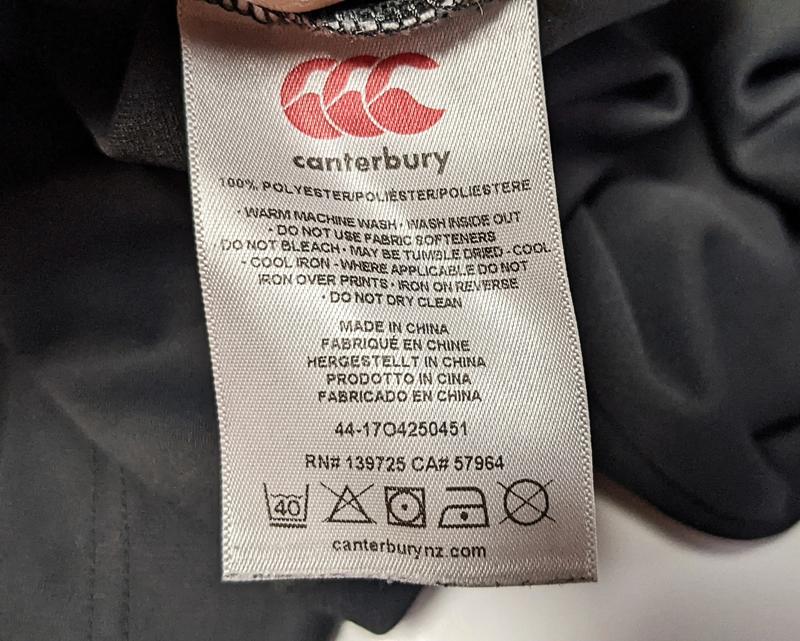 canterbury
100% POLYESTER/POLIÉSTER/POLIESTERE
· WARM MACHINE WASH · WASH INSIDE OUT
· DO NOT USE FABRIC SOFTENERS
DO NOT BLEACH · MAY BE TUMBLE DRIED - COOL
· COOL IRON - WHERE APPLICABLE DO NOT
IRON OVER PRINTS · IRON ON REVERSE
· DO NOT DRY CLEAN
MADE IN CHINA
FABRIQUÉ EN CHINE
HERGESTELLT IN CHINA
PRODOTTO IN CINA
FABRICADO EN CHINA
44-17O4250451
RN# 139725 CA# 57964
40
canterburynz.com